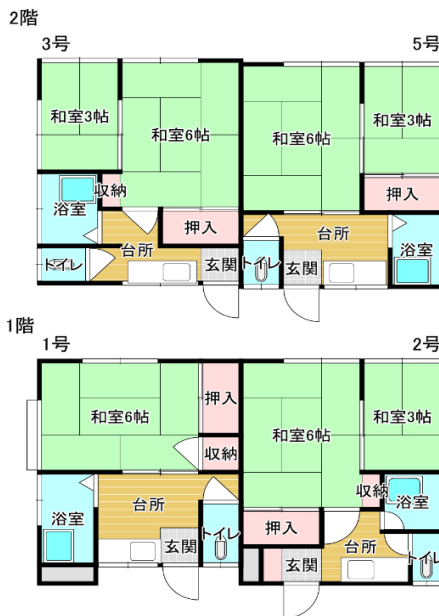 2階
3号
5号
和室3帖
和室6帖
和室6帖
和室3帖
収納
浴室
押入
押入
台所
台所
浴室
トイレ
玄関
トイレ
玄関
1階
1号
2号
和室6帖
押入
和室6帖
和室3帖
収納
収納
浴室
台所
トイレ
押入
浴室
玄関
玄関
台所
トイレ